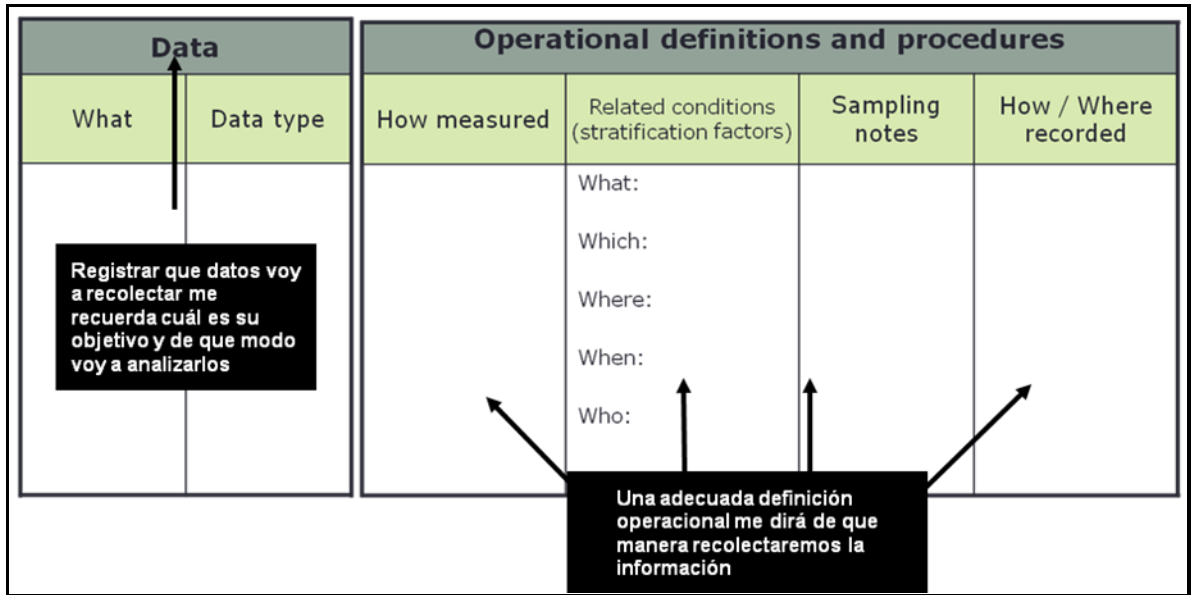 Data
Operational definitions and procedures
What
Data type
How measured
Related conditions
(stratification factors)
Sampling
notes
How / Where
recorded
What:
Which:
Where:
When:
Who:
Registrar que datos voy
a recolectar me
recuerda cuál es su
objetivo y de que modo
voy a analizarlos
Una adecuada definición
operacional me dirá de que
manera recolectaremos la
información